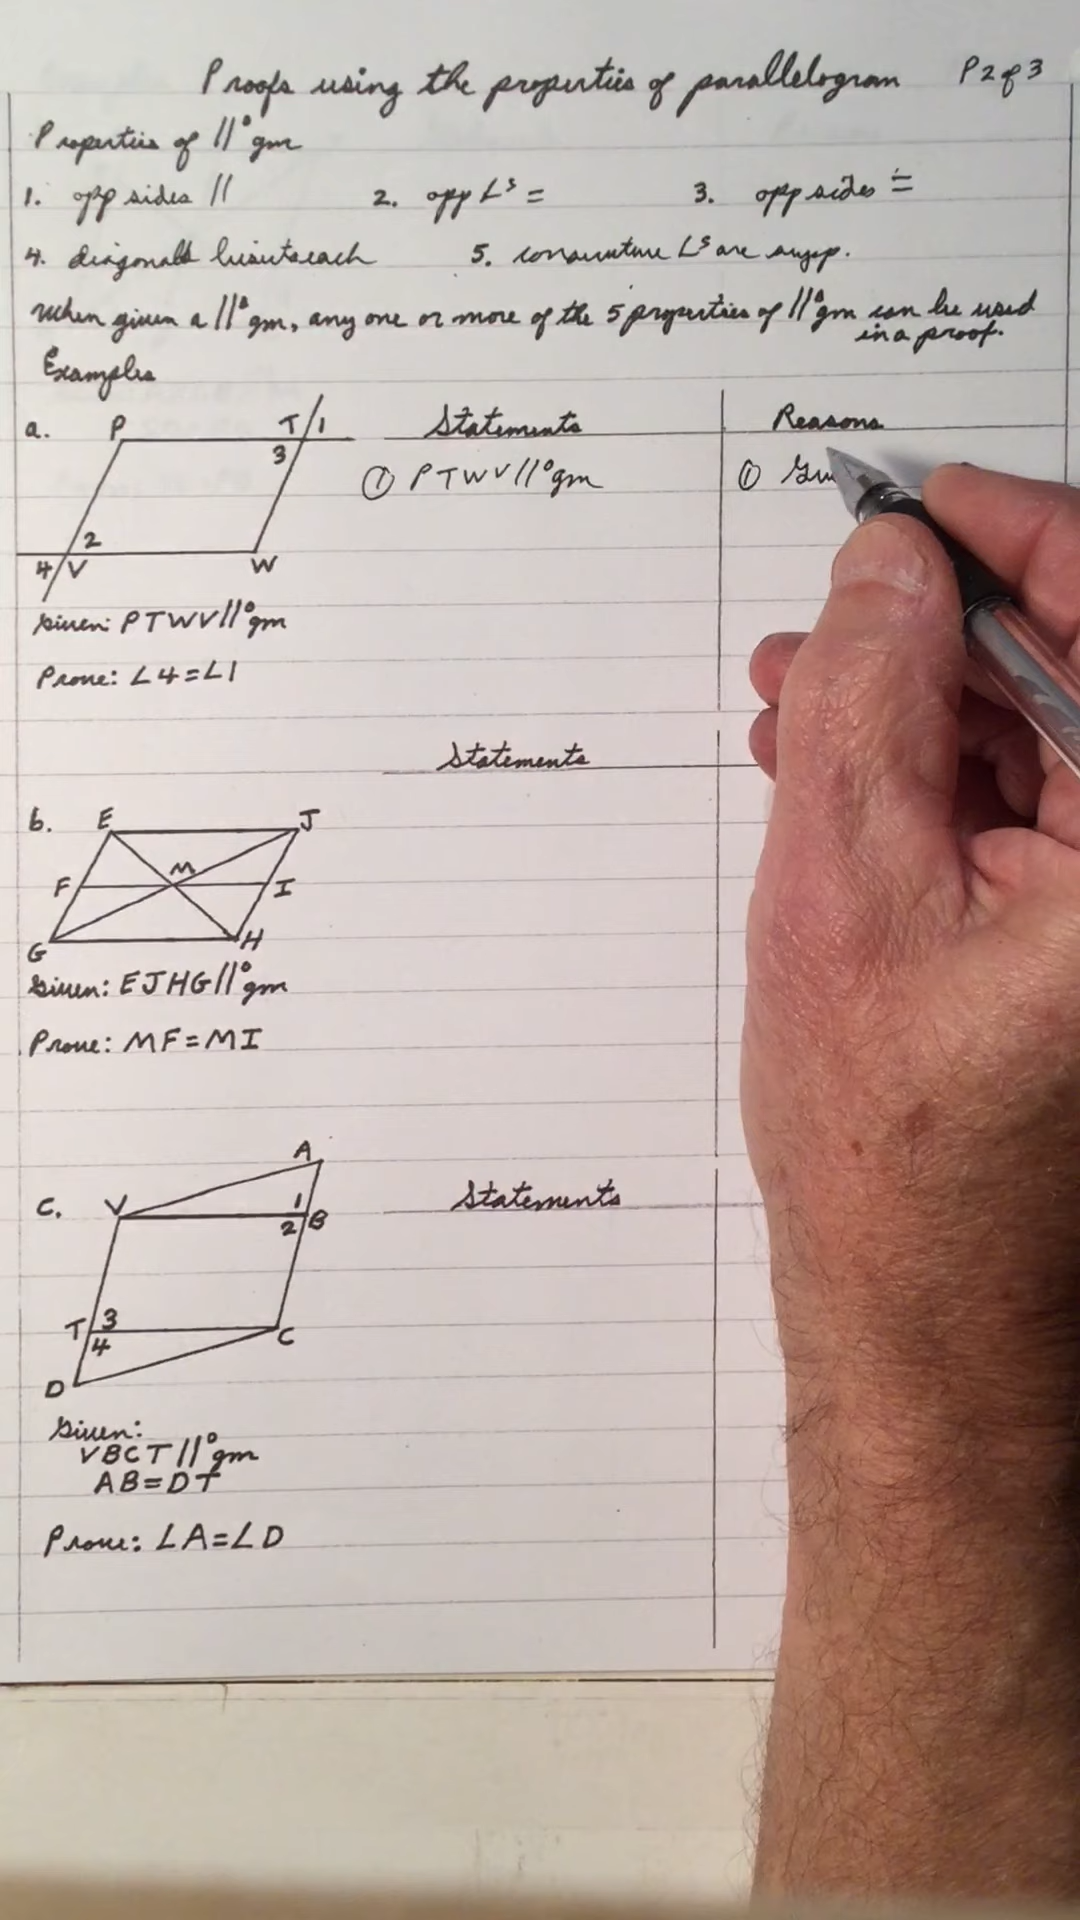 Proofs using the properties of parallelogram P2 of 3
Properties of ||°gm
1. opp sides || 2. opp ∠s = 3. opp sides =
4. diagonals bisects each 5. consecutive ∠s are supp.
When given a ||°gm, any one or more of the 5 properties of ||°gm can be used
in a proof.
Examples
a. P T 1 Statements Reasons
3 ① PTWV ||°gm ①
2
4 V W
Given: PTWV ||°gm
Prove: ∠4=∠1
Statements
b. E J
M
F I
G H
Given: EJHG ||°gm
Prove: MF=MI
A
c. V 1 Statements
2 B
T 3 C
4
D
Given:
VBCT ||°gm
AB=DT
Prove: ∠A=∠D